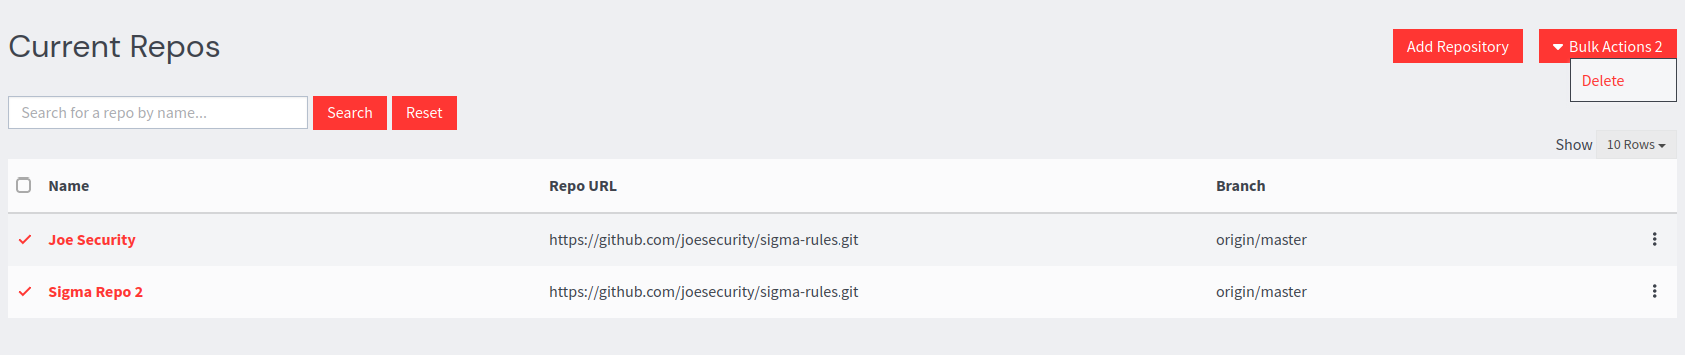 Current Repos
Add Repository
Bulk Actions 2
Delete
Search for a repo by name...
Search
Reset
Show 10 Rows
Name Repo URL Branch
Joe Security https://github.com/joesecurity/sigma-rules.git origin/master
Sigma Repo 2 https://github.com/joesecurity/sigma-rules.git origin/master